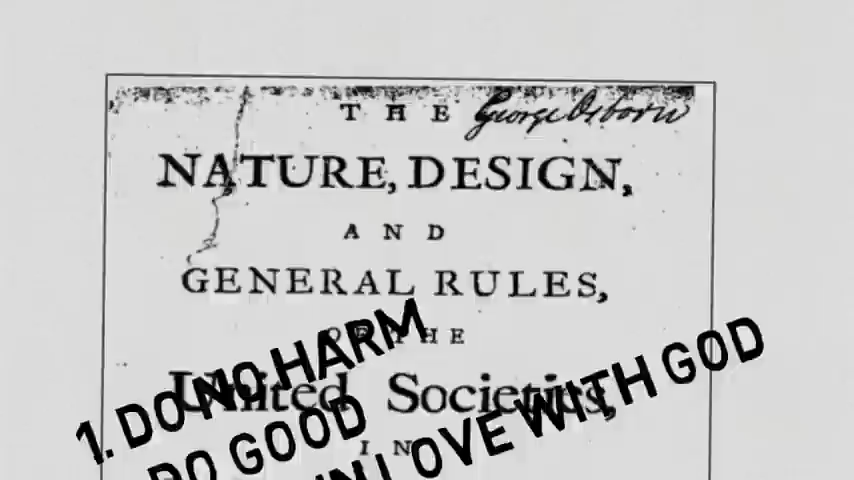 THE George Osborn
NATURE, DESIGN,
AND
GENERAL RULES,
OF THE
United Societies,
IN
1. DO NO HARM
DO GOOD
IN LOVE WITH GOD